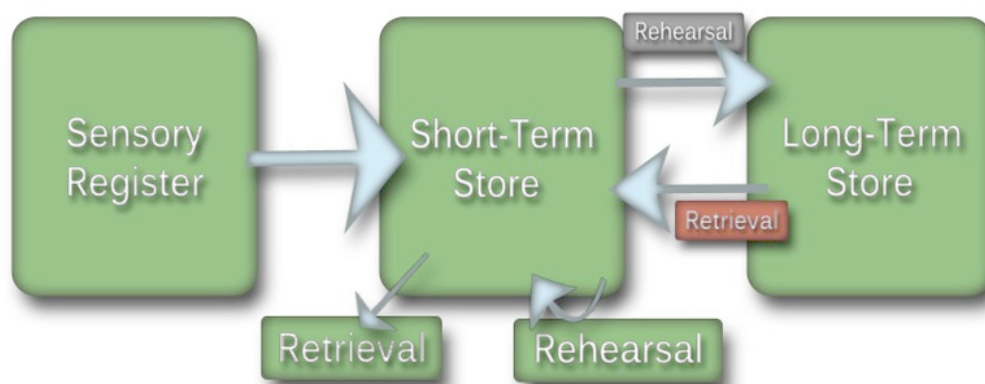 Sensory
Register
Short-Term
Store
Rehearsal
Long-Term
Store
Retrieval
Retrieval
Rehearsal